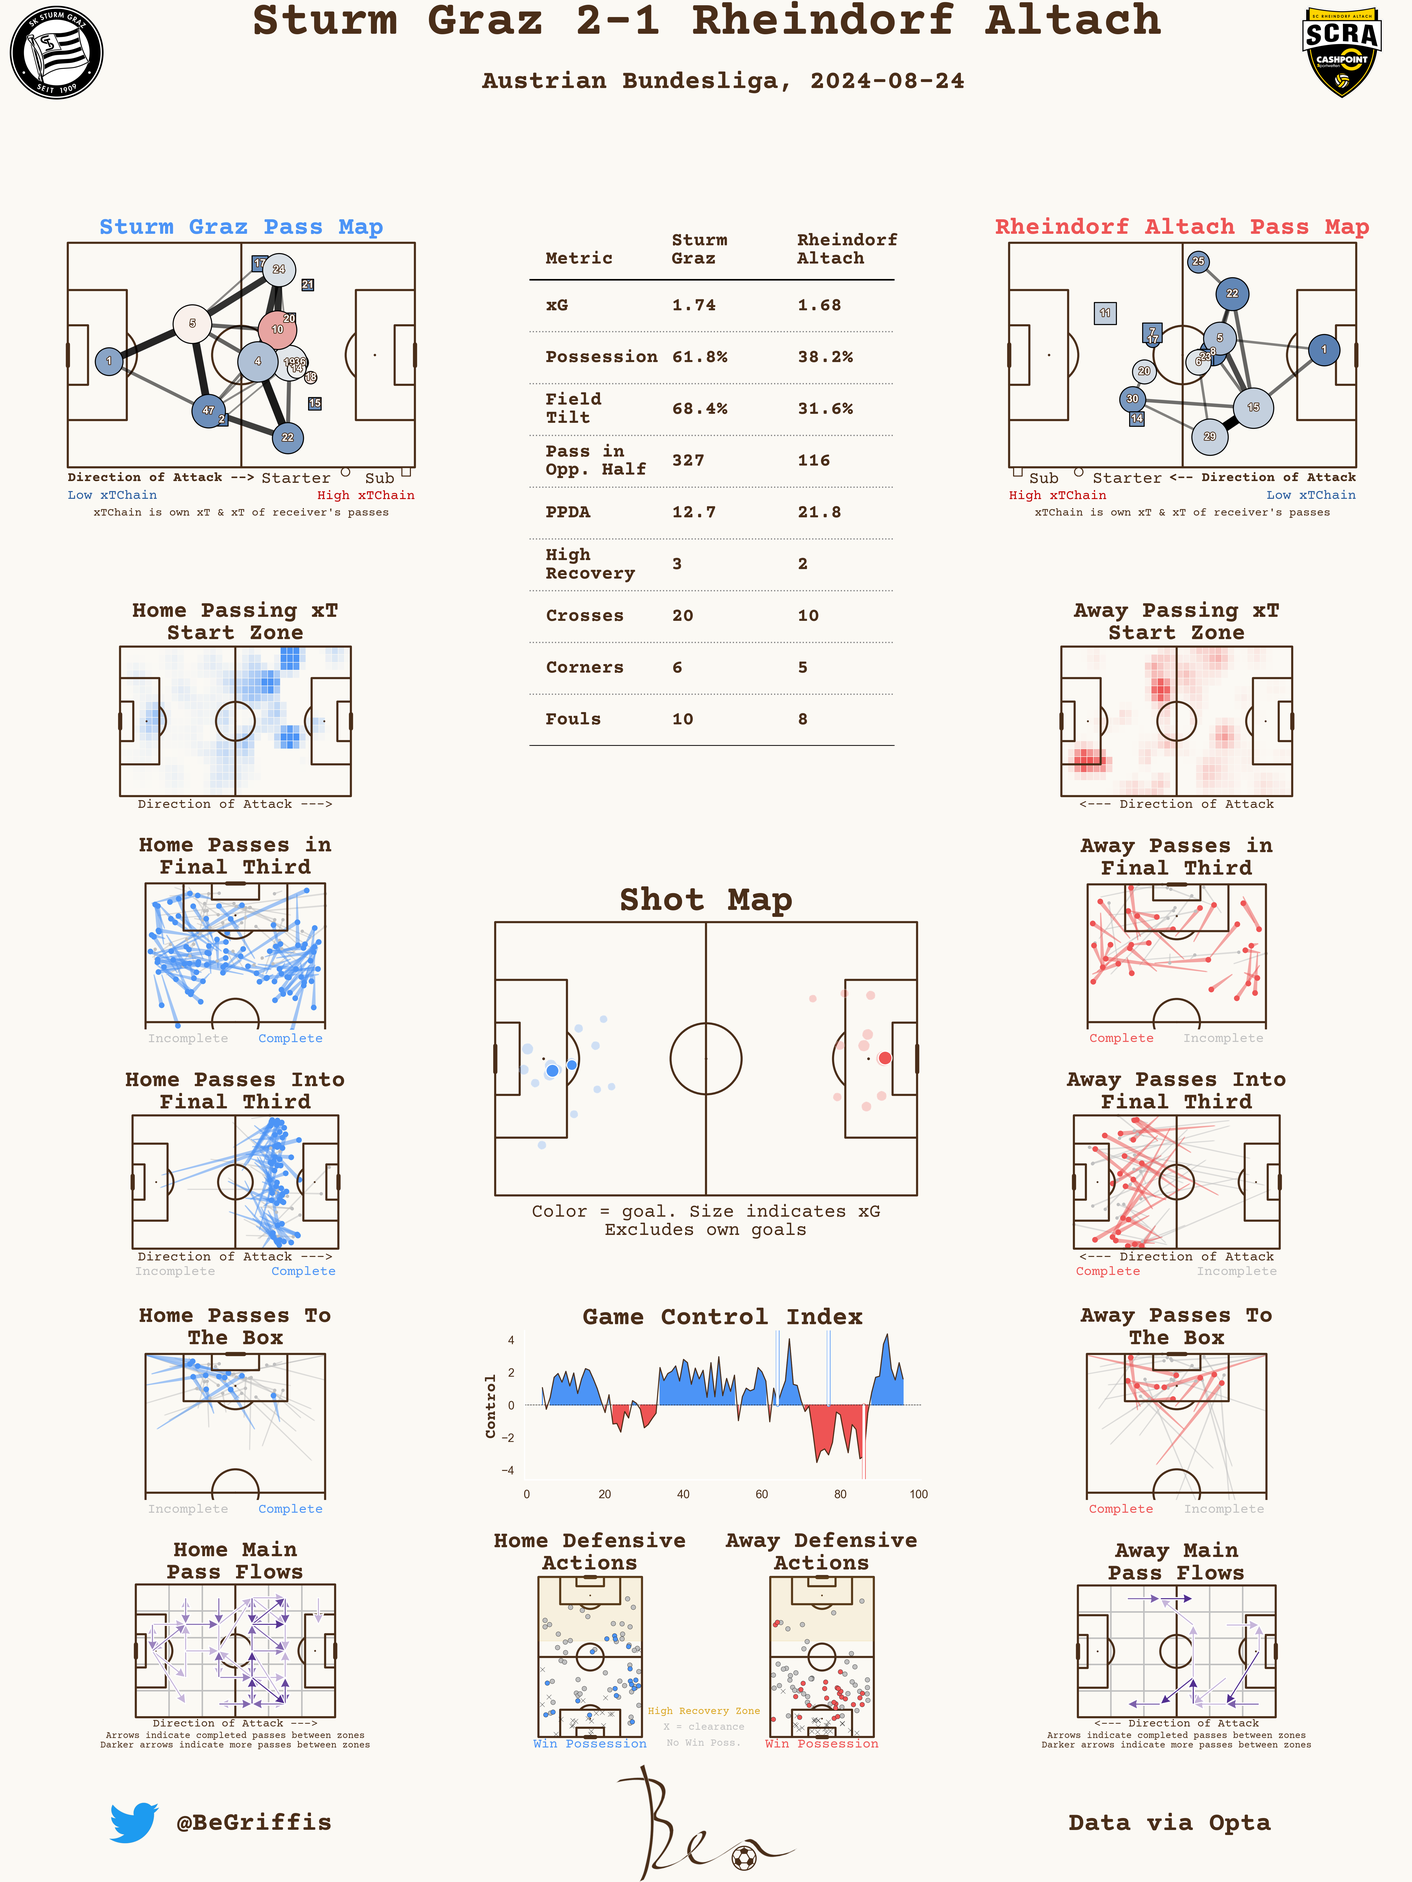 Sturm Graz 2-1 Rheindorf Altach
Austrian Bundesliga, 2024-08-24
SK STURM GRAZ
SEIT 1909
SC RHEINDORF ALTACH
SCRA
CASHPOINT
Sturm Graz Pass Map
17
24
21
20
10
5
1
4
1936
14
18
15
47
2
22
Direction of Attack --> Starter Sub
Low xTChain High xTChain
xTChain is own xT & xT of receiver's passes
Metric Sturm Graz Rheindorf Altach
xG 1.74 1.68
Possession 61.8% 38.2%
Field Tilt 68.4% 31.6%
Pass in Opp. Half 327 116
PPDA 12.7 21.8
High Recovery 3 2
Crosses 20 10
Corners 6 5
Fouls 10 8
Rheindorf Altach Pass Map
25
22
11
7
17
5
8
23
6
1
20
30
14
15
29
Sub Starter <-- Direction of Attack
High xTChain Low xTChain
xTChain is own xT & xT of receiver's passes
Home Passing xT
Start Zone
Direction of Attack --->
Away Passing xT
Start Zone
<--- Direction of Attack
Home Passes in
Final Third
Incomplete Complete
Away Passes in
Final Third
Complete Incomplete
Shot Map
Color = goal. Size indicates xG
Excludes own goals
Home Passes Into
Final Third
Direction of Attack --->
Incomplete Complete
Away Passes Into
Final Third
<--- Direction of Attack
Complete Incomplete
Home Passes To
The Box
Incomplete Complete
Game Control Index
Control
4
2
0
−2
−4
0 20 40 60 80 100
Away Passes To
The Box
Complete Incomplete
Home Main
Pass Flows
Direction of Attack --->
Arrows indicate completed passes between zones
Darker arrows indicate more passes between zones
Home Defensive
Actions
Win Possession
High Recovery Zone
X = clearance
No Win Poss.
Away Defensive
Actions
Win Possession
Away Main
Pass Flows
<--- Direction of Attack
Arrows indicate completed passes between zones
Darker arrows indicate more passes between zones
@BeGriffis
Ben
Data via Opta